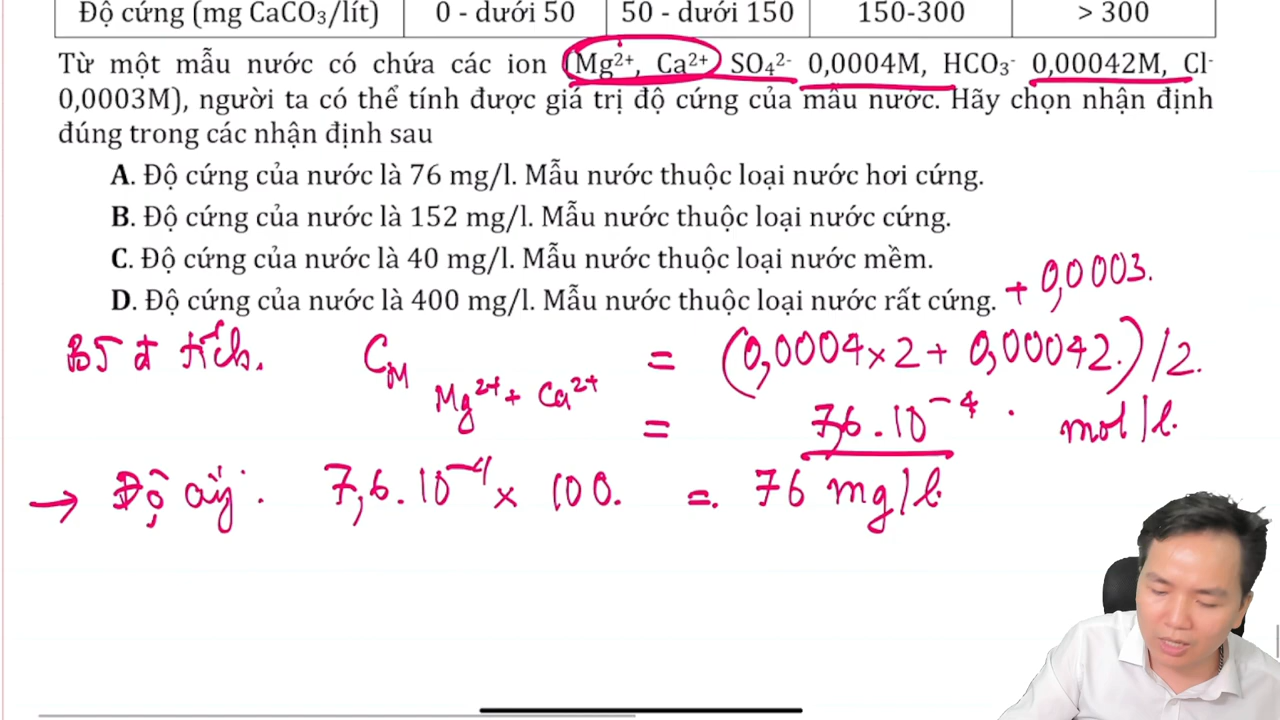 Độ cứng (mg CaCO₃/lít) 0 - dưới 50 50 - dưới 150 150-300 > 300
Từ một mẫu nước có chứa các ion (Mg²⁺, Ca²⁺ SO₄²⁻ 0,0004M, HCO₃⁻ 0,00042M, Cl⁻
0,0003M), người ta có thể tính được giá trị độ cứng của mẫu nước. Hãy chọn nhận định
đúng trong các nhận định sau
A. Độ cứng của nước là 76 mg/l. Mẫu nước thuộc loại nước hơi cứng.
B. Độ cứng của nước là 152 mg/l. Mẫu nước thuộc loại nước cứng.
C. Độ cứng của nước là 40 mg/l. Mẫu nước thuộc loại nước mềm.
D. Độ cứng của nước là 400 mg/l. Mẫu nước thuộc loại nước rất cứng.
+ 0,0003.
BT đ tích. C_M Mg²⁺ + Ca²⁺ = (0,0004 × 2 + 0,00042.)/2.
= 7,6.10⁻⁴. mol/l.
→ Độ : 7,6.10⁻⁴ × 100. = 76 mg/l.